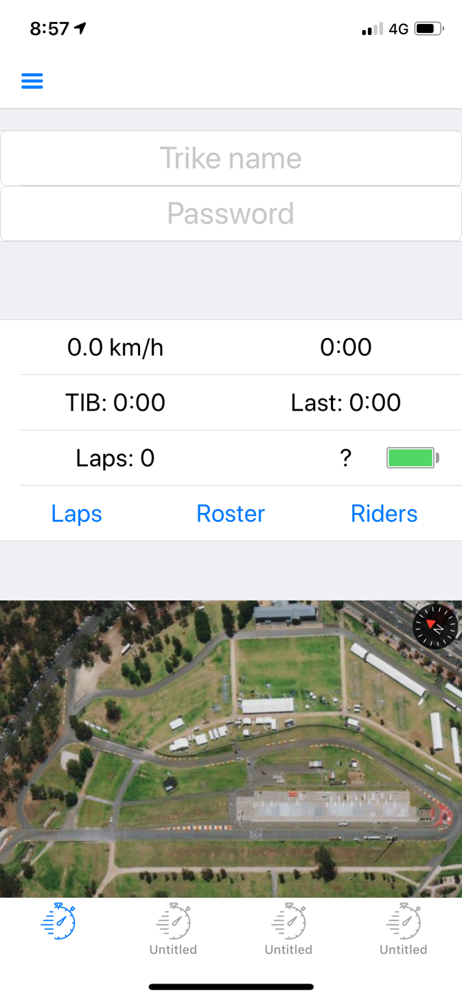 8:57 4G
Trike name
Password
0.0 km/h 0:00
TIB: 0:00 Last: 0:00
Laps: 0 ?
Laps Roster Riders
N
Untitled Untitled Untitled